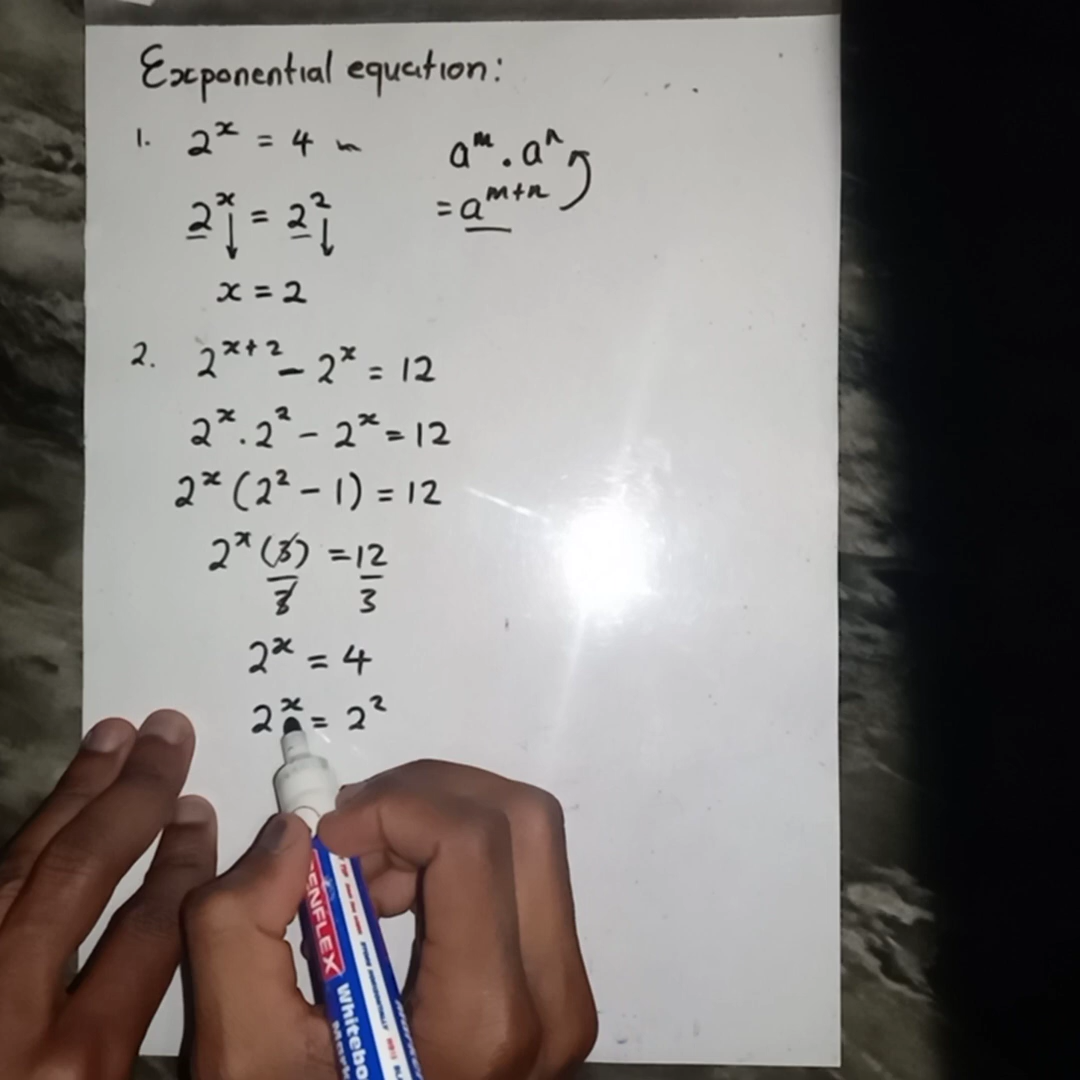 Exponential equation:
1. 2^x = 4
a^m . a^n
= a^(m+n)
2^x = 2^2
x = 2
2. 2^(x+2) - 2^x = 12
2^x . 2^2 - 2^x = 12
2^x (2^2 - 1) = 12
2^x (3)/3 = 12/3
2^x = 4
2^x = 2^2
PENFLEX